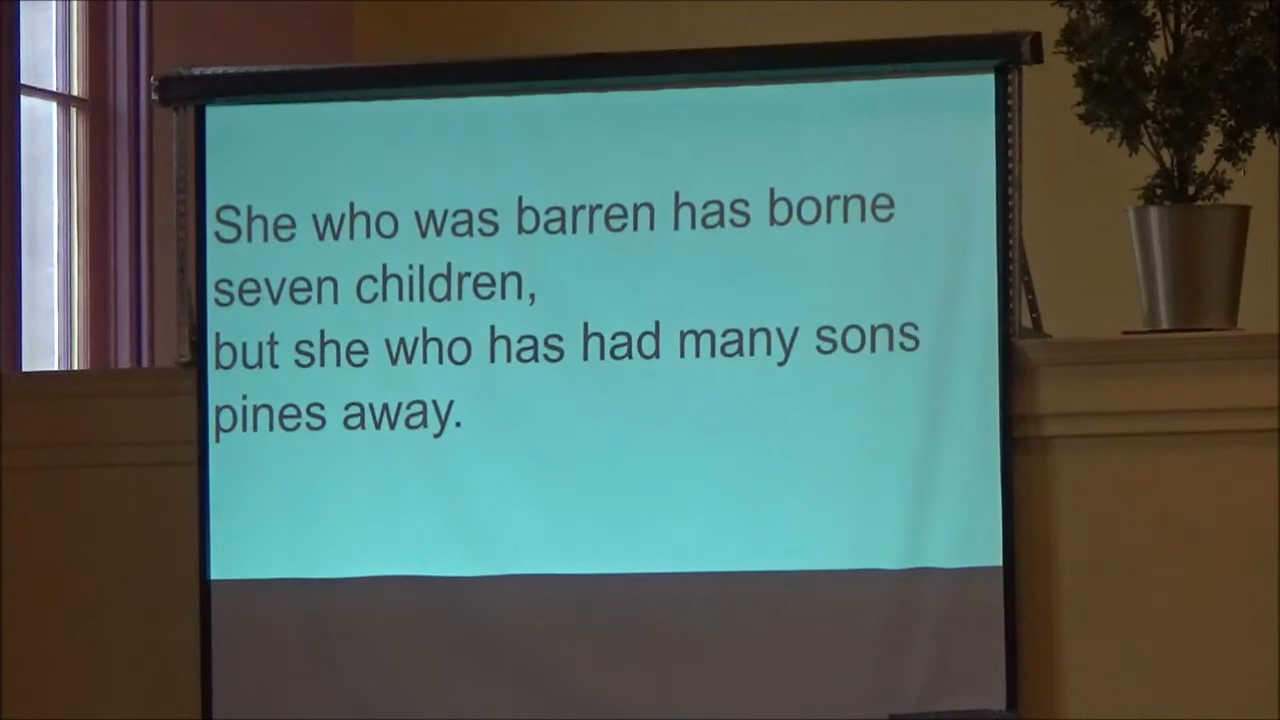 She who was barren has borne
seven children,
but she who has had many sons
pines away.